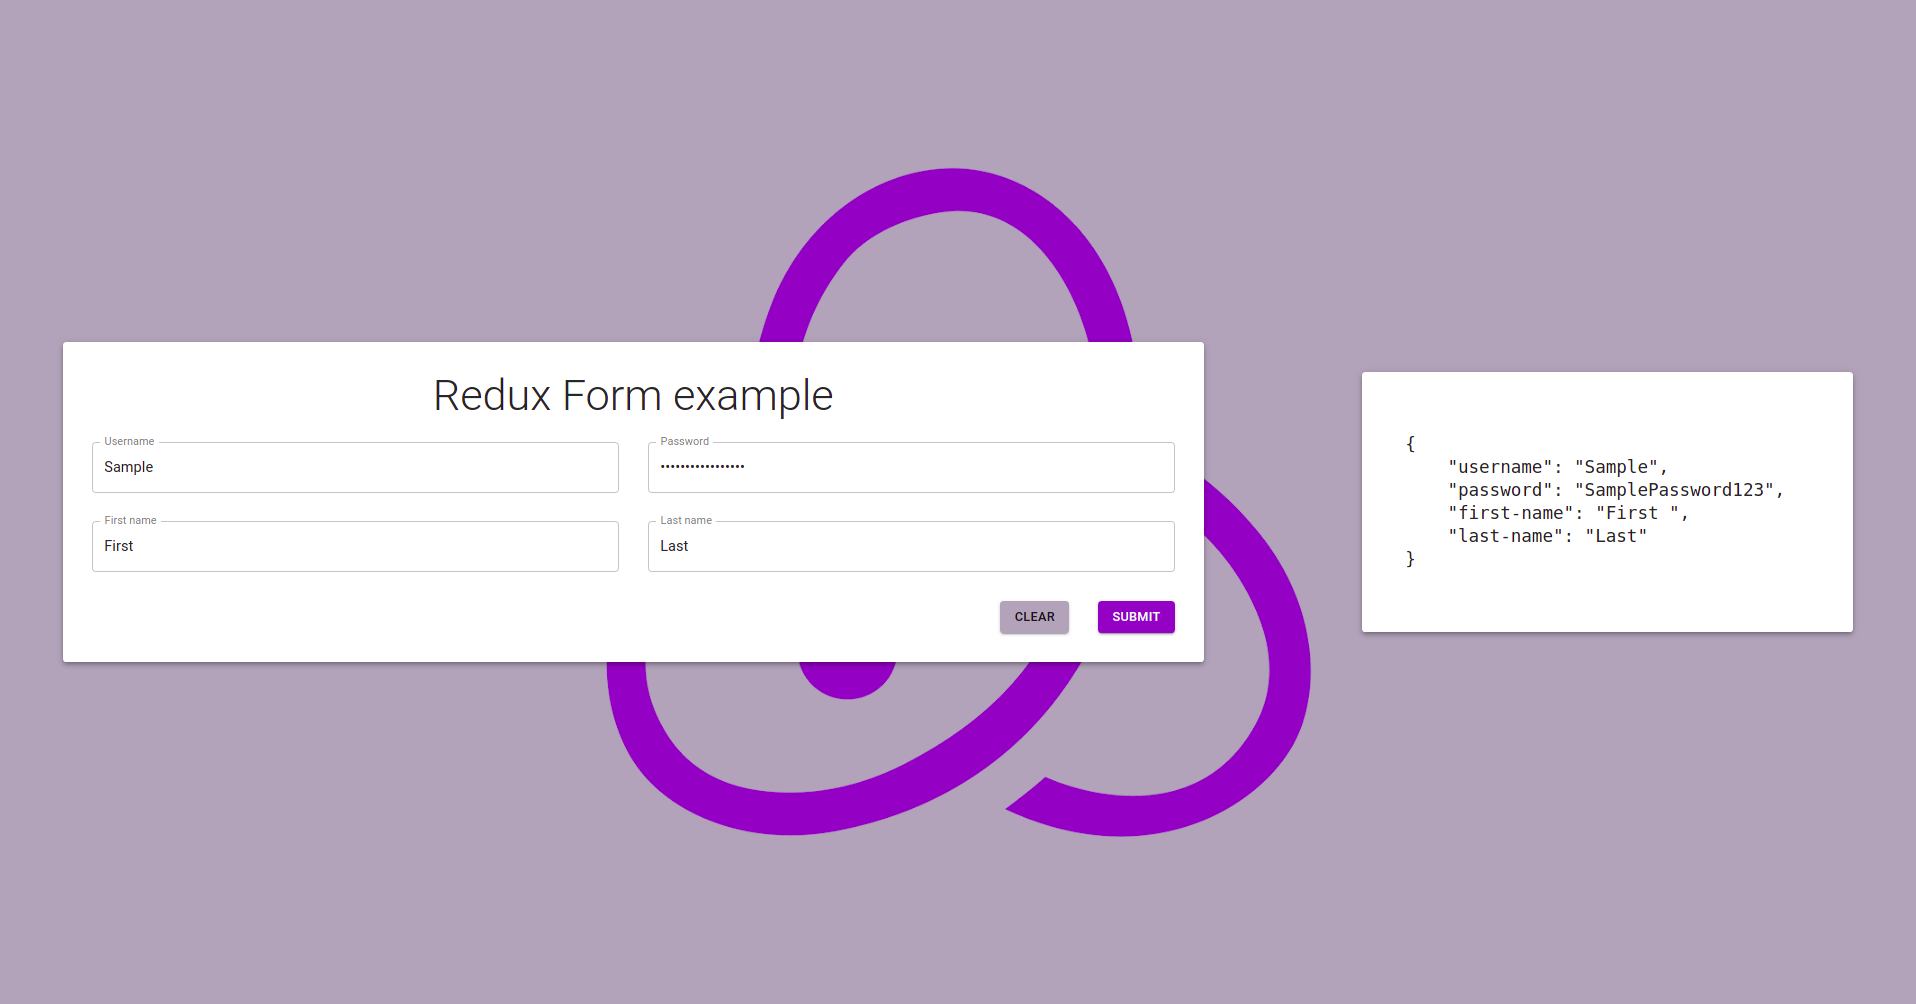 Redux Form example
Username
Sample
Password
•••••••••••••••••
First name
First
Last name
Last
CLEAR
SUBMIT
{
    "username": "Sample",
    "password": "SamplePassword123",
    "first-name": "First ",
    "last-name": "Last"
}